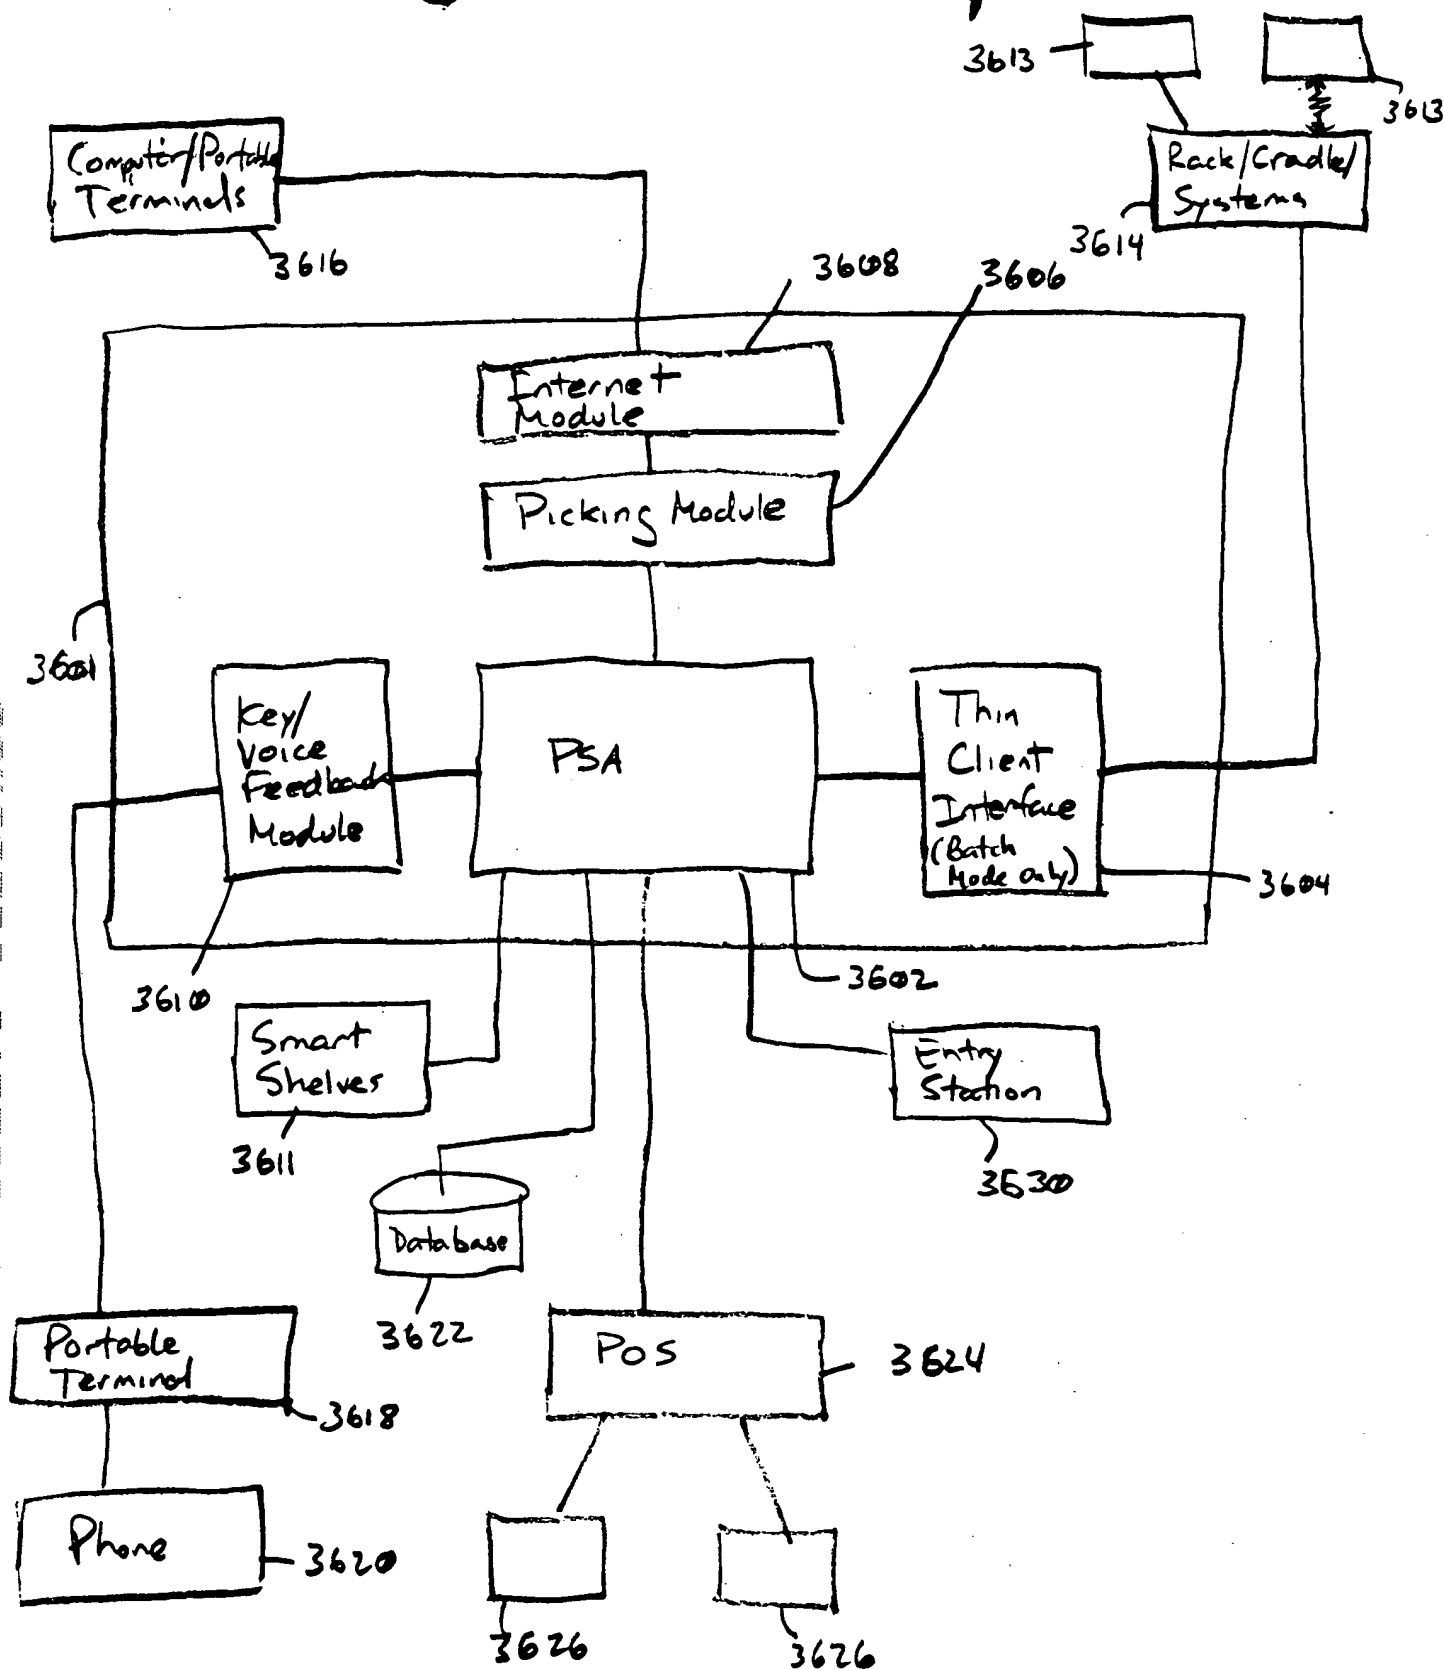 3613
3613
Computer/Portable
Terminals
3616
Rack/Cradle/
Systems
3614
3608
3606
Internet
Module
Picking Module
3601
Key/
Voice
Feedback
Module
PSA
Thin
Client
Interface
(Batch
Mode only)
3604
3610
3602
Smart
Shelves
3611
Entry
Station
3630
Database
3622
Portable
Terminal
3618
POS
3624
Phone
3620
3626
3626